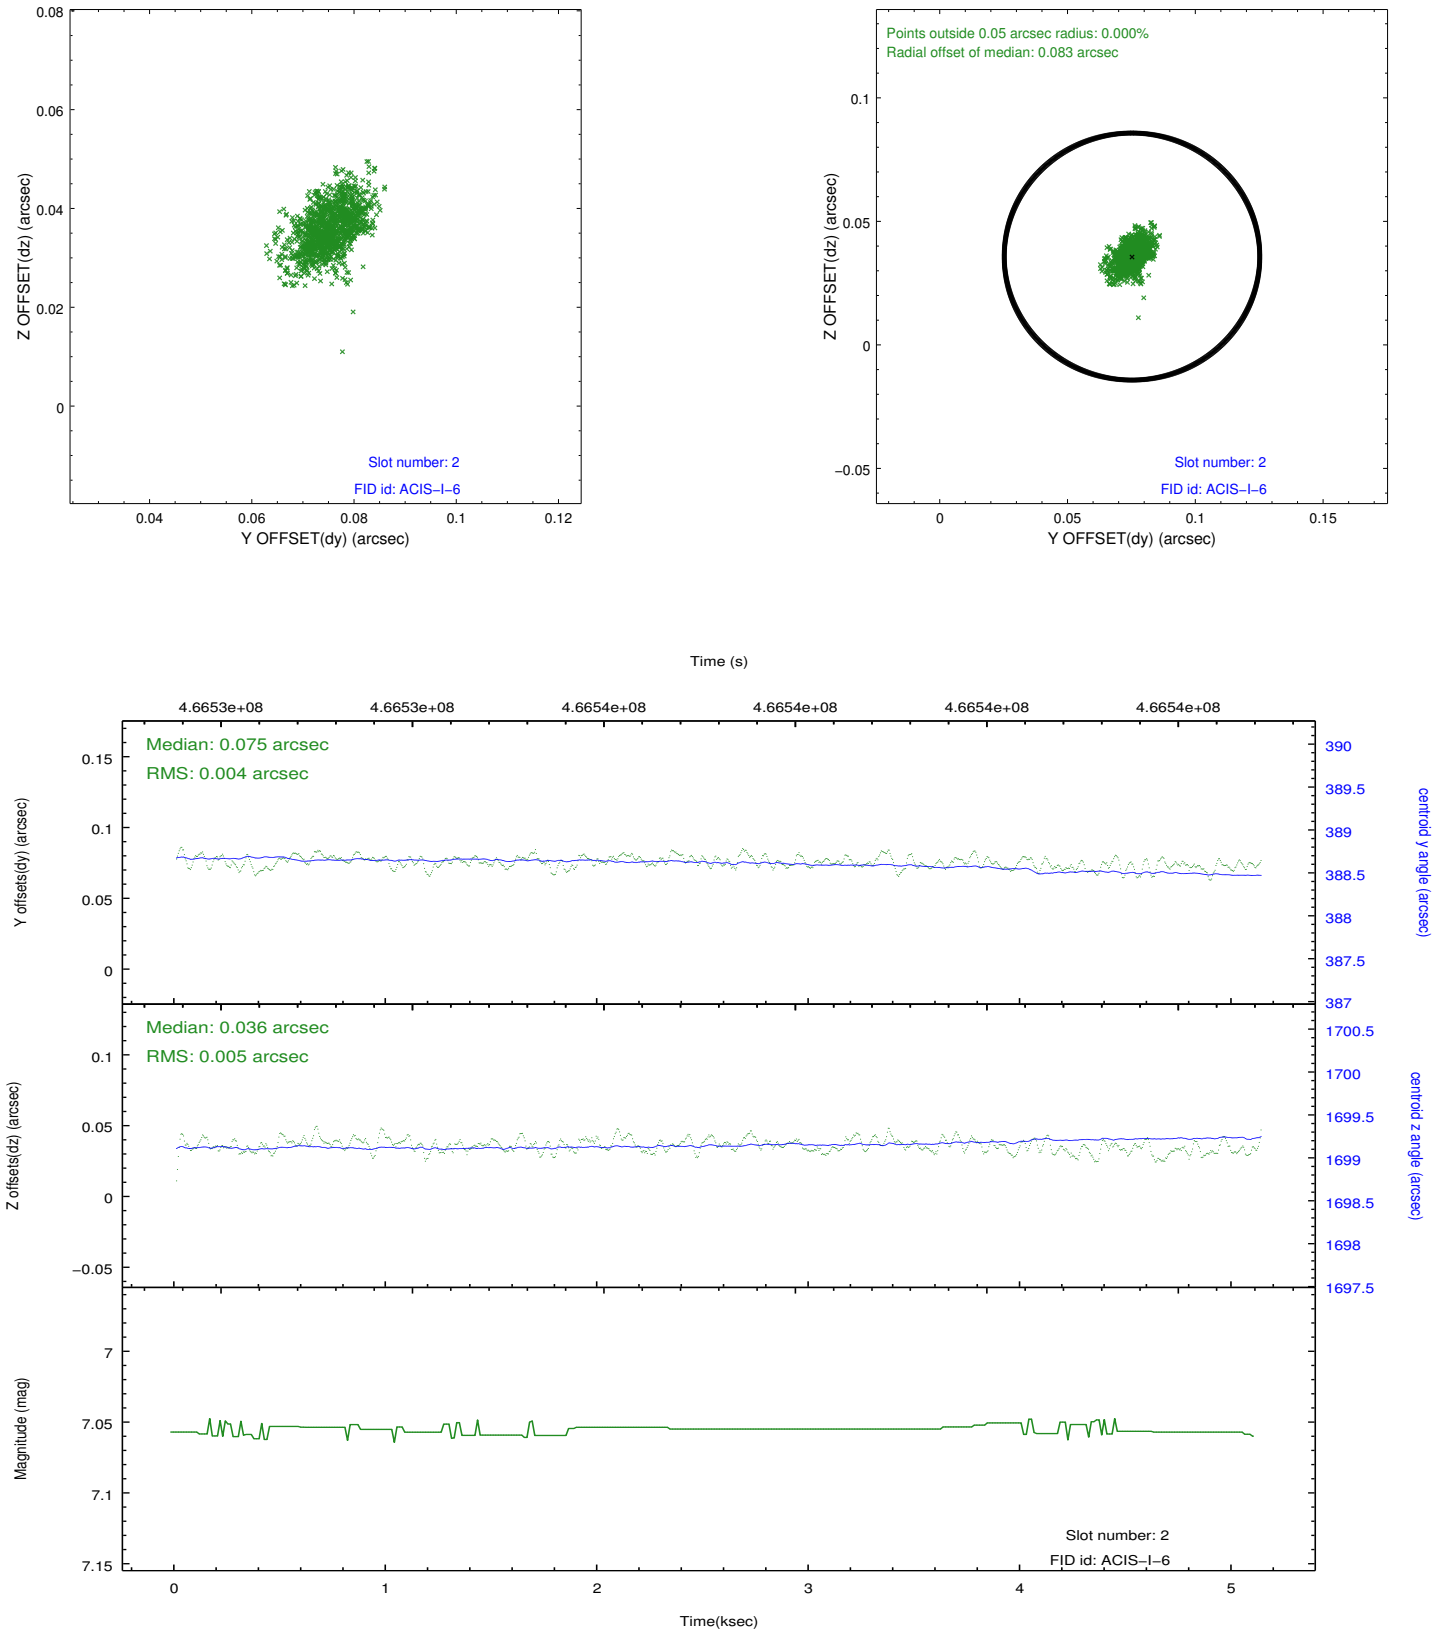 0.08
0.06
0.04
0.02
0
Z OFFSET(dz) (arcsec)
Slot number: 2
FID id: ACIS−I−6
0.04 0.06 0.08 0.1 0.12
Y OFFSET(dy) (arcsec)
Points outside 0.05 arcsec radius: 0.000%
Radial offset of median: 0.083 arcsec
0.1
0.05
0
−0.05
Z OFFSET(dz) (arcsec)
Slot number: 2
FID id: ACIS−I−6
0 0.05 0.1 0.15
Y OFFSET(dy) (arcsec)
Time (s)
4.6653e+08 4.6653e+08 4.6654e+08 4.6654e+08 4.6654e+08 4.6654e+08
Median: 0.075 arcsec
RMS: 0.004 arcsec
0.15
0.1
0.05
0
Y offsets(dy) (arcsec)
390
389.5
389
388.5
388
387.5
387
centroid y angle (arcsec)
Median: 0.036 arcsec
RMS: 0.005 arcsec
0.1
0.05
0
−0.05
Z offsets(dz) (arcsec)
1700.5
1700
1699.5
1699
1698.5
1698
1697.5
centroid z angle (arcsec)
7
7.05
7.1
7.15
Magnitude (mag)
Slot number: 2
FID id: ACIS−I−6
0 1 2 3 4 5
Time(ksec)